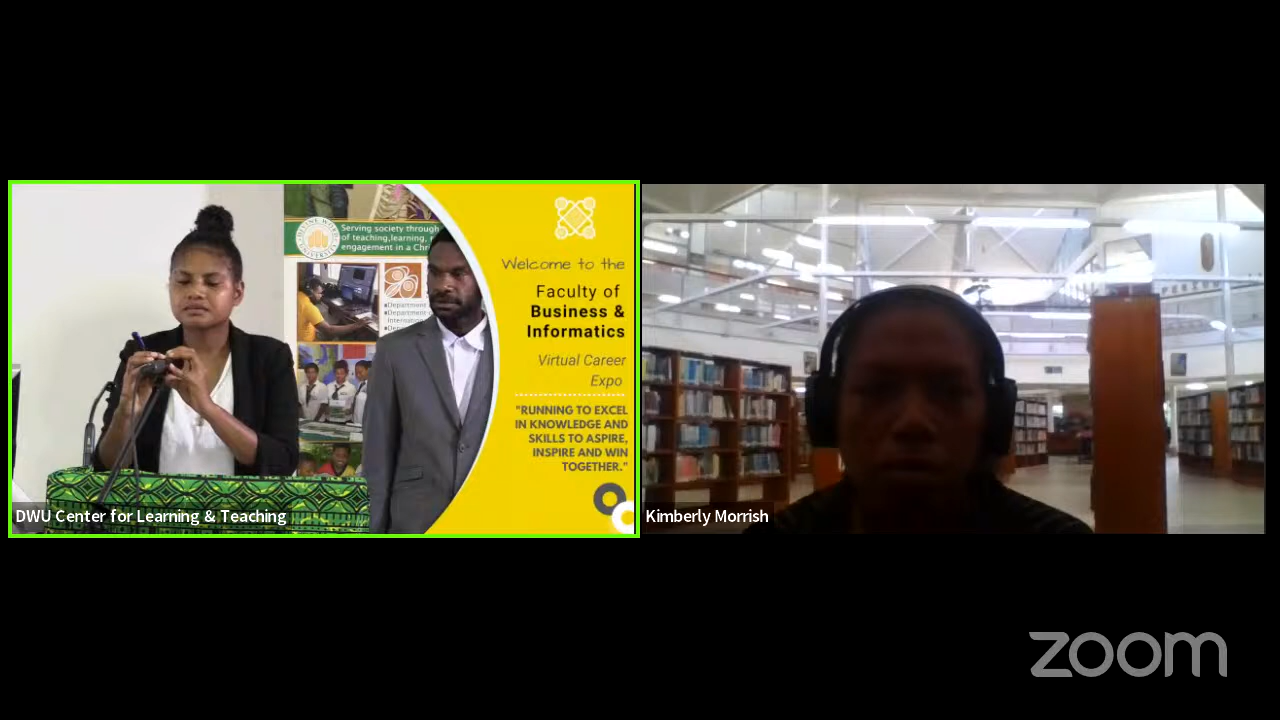 Serving society through
of teaching, learning,
engagement in a Chri
Department
Department
Welcome to the
Faculty of
Business &
Informatics
Virtual Career
Expo
"RUNNING TO EXCEL
IN KNOWLEDGE AND
SKILLS TO ASPIRE,
INSPIRE AND WIN
TOGETHER."
DWU Center for Learning & Teaching
Kimberly Morrish
zoom